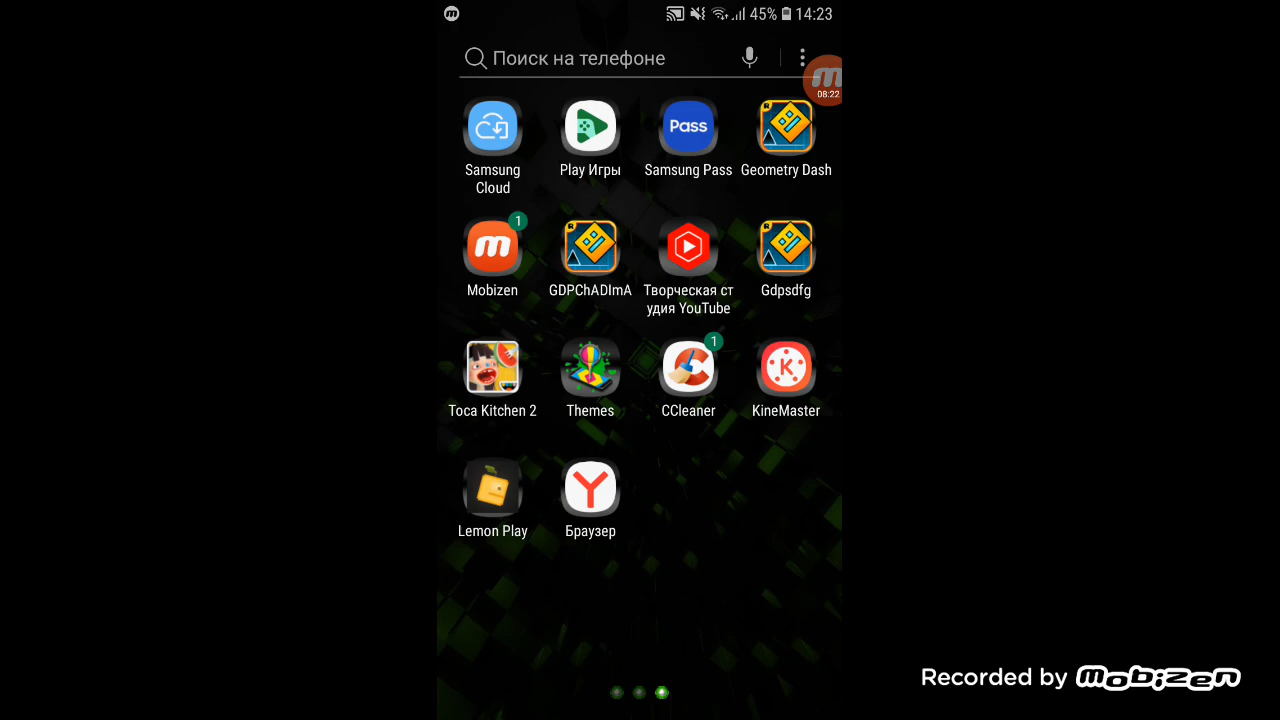 45% 14:23
Поиск на телефоне
08:22
Pass
Samsung Cloud
Play Игры
Samsung Pass
Geometry Dash
1
Mobizen
GDPChADImA
Творческая ст
удия YouTube
Gdpsdfg
1
Toca Kitchen 2
Themes
CCleaner
KineMaster
Lemon Play
Браузер
Recorded by mobizen